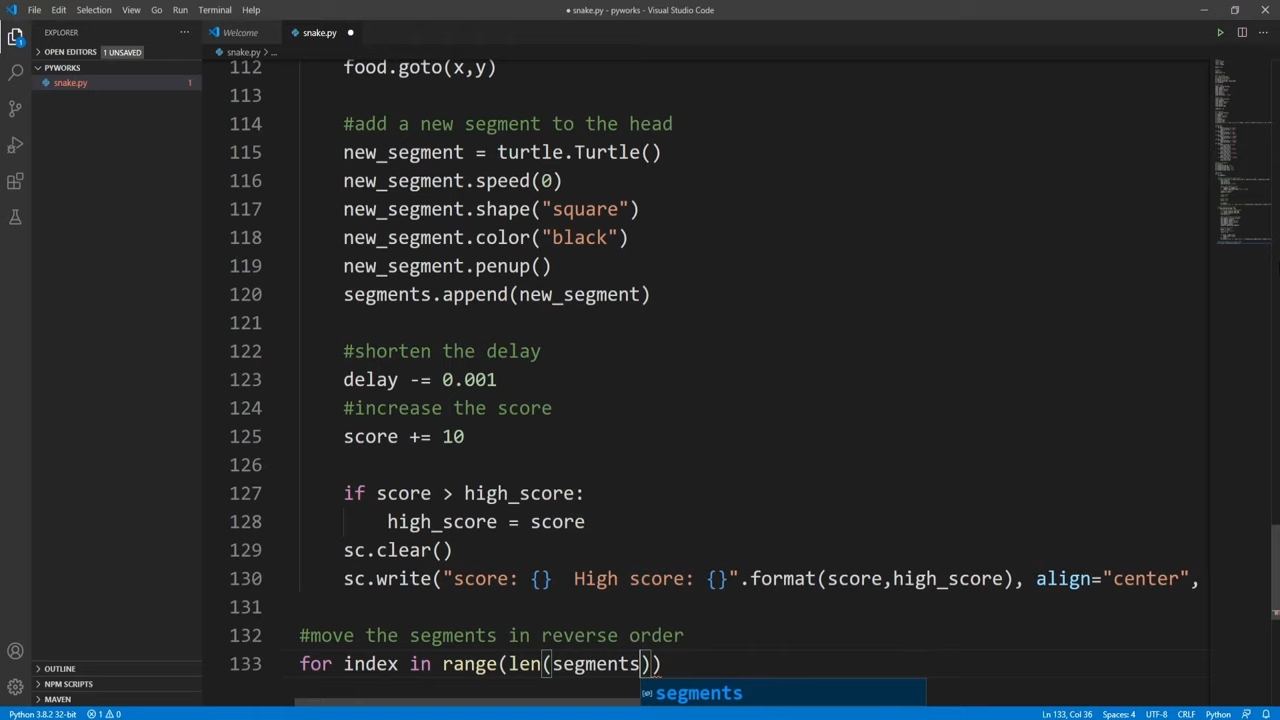 File Edit Selection View Go Run Terminal Help
● snake.py - pyworks - Visual Studio Code
EXPLORER
OPEN EDITORS 1 UNSAVED
PYWORKS
snake.py 1
OUTLINE
NPM SCRIPTS
MAVEN
1
Welcome
snake.py ●
snake.py > ...
112 food.goto(x,y)
113
114 #add a new segment to the head
115 new_segment = turtle.Turtle()
116 new_segment.speed(0)
117 new_segment.shape("square")
118 new_segment.color("black")
119 new_segment.penup()
120 segments.append(new_segment)
121
122 #shorten the delay
123 delay -= 0.001
124 #increase the score
125 score += 10
126
127 if score > high_score:
128 high_score = score
129 sc.clear()
130 sc.write("score: {}  High score: {}".format(score,high_score), align="center",
131
132 #move the segments in reverse order
133 for index in range(len(segments))
segments
Python 3.8.2 32-bit 1 0
Ln 133, Col 36 Spaces: 4 UTF-8 CRLF Python